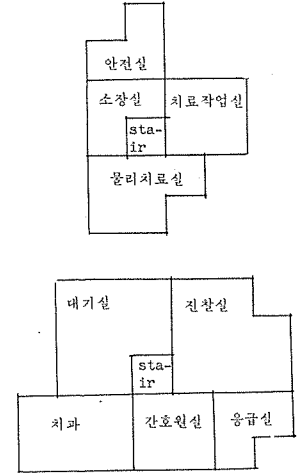 안전실
소장실 치료작업실
sta-
ir
물리치료실
대기실 진찰실
sta-
ir
치과 간호원실 응급실